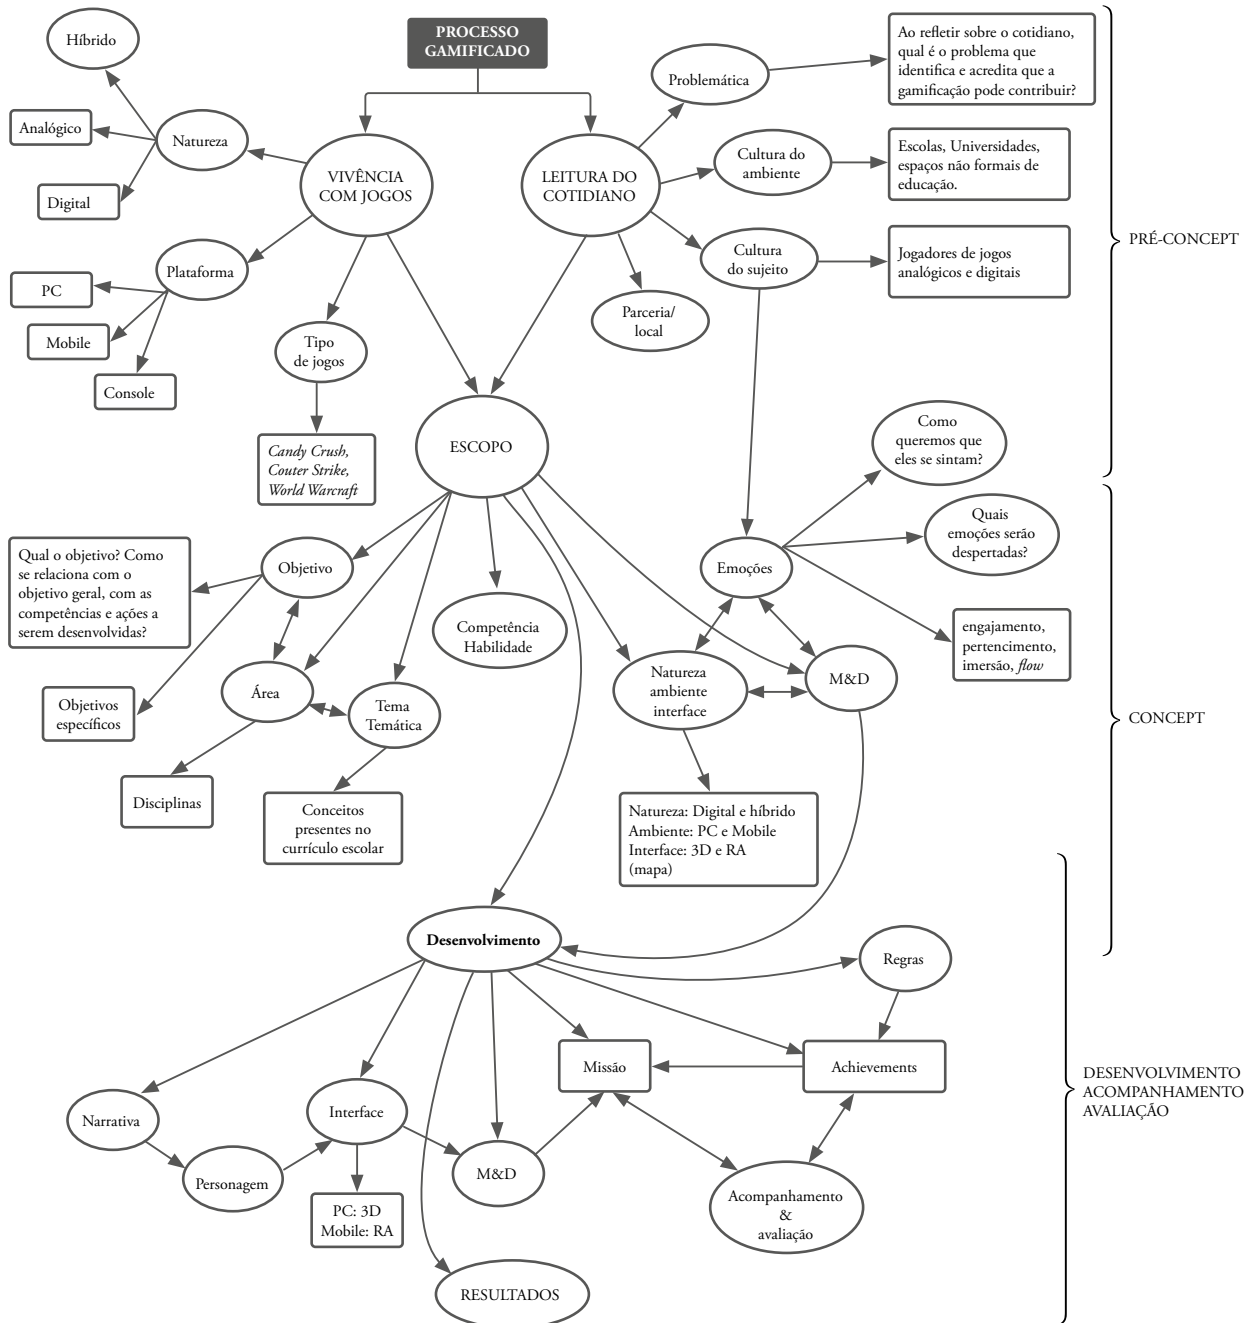 PROCESSO
GAMIFICADO
Híbrido
Analógico
Digital
Natureza
VIVÊNCIA
COM JOGOS
LEITURA DO
COTIDIANO
Problemática
Ao refletir sobre o cotidiano,
qual é o problema que
identifica e acredita que a
gamificação pode contribuir?
Cultura do
ambiente
Escolas, Universidades,
espaços não formais de
educação.
Cultura
do sujeito
Jogadores de jogos
analógicos e digitais
PRÉ-CONCEPT
Plataforma
PC
Mobile
Console
Tipo
de jogos
Candy Crush,
Couter Strike,
World Warcraft
Parceria/
local
ESCOPO
Como
queremos que
eles se sintam?
Quais
emoções serão
despertadas?
Emoções
engajamento,
pertencimento,
imersão, flow
Qual o objetivo? Como
se relaciona com o
objetivo geral, com as
competências e ações a
serem desenvolvidas?
Objetivo
Competência
Habilidade
Objetivos
específicos
Área
Tema
Temática
Natureza
ambiente
interface
M&D
CONCEPT
Disciplinas
Conceitos
presentes no
currículo escolar
Natureza: Digital e híbrido
Ambiente: PC e Mobile
Interface: 3D e RA
(mapa)
Desenvolvimento
Regras
Missão
Achievements
DESENVOLVIMENTO
ACOMPANHAMENTO
AVALIAÇÃO
Narrativa
Interface
Personagem
M&D
PC: 3D
Mobile: RA
Acompanhamento
&
avaliação
RESULTADOS